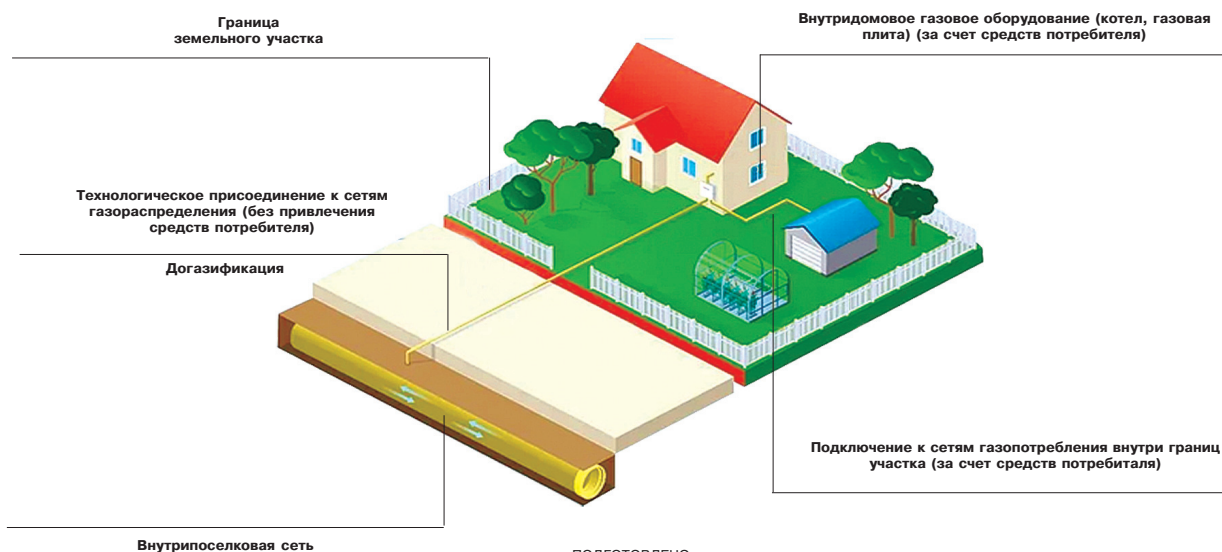 Граница
земельного участка
Внутридомовое газовое оборудование (котел, газовая
плита) (за счет средств потребителя)
Технологическое присоединение к сетям
газораспределения (без привлечения
средств потребителя)
Догазификация
Подключение к сетям газопотребления внутри границ
участка (за счет средств потребиталя)
Внутрипоселковая сеть